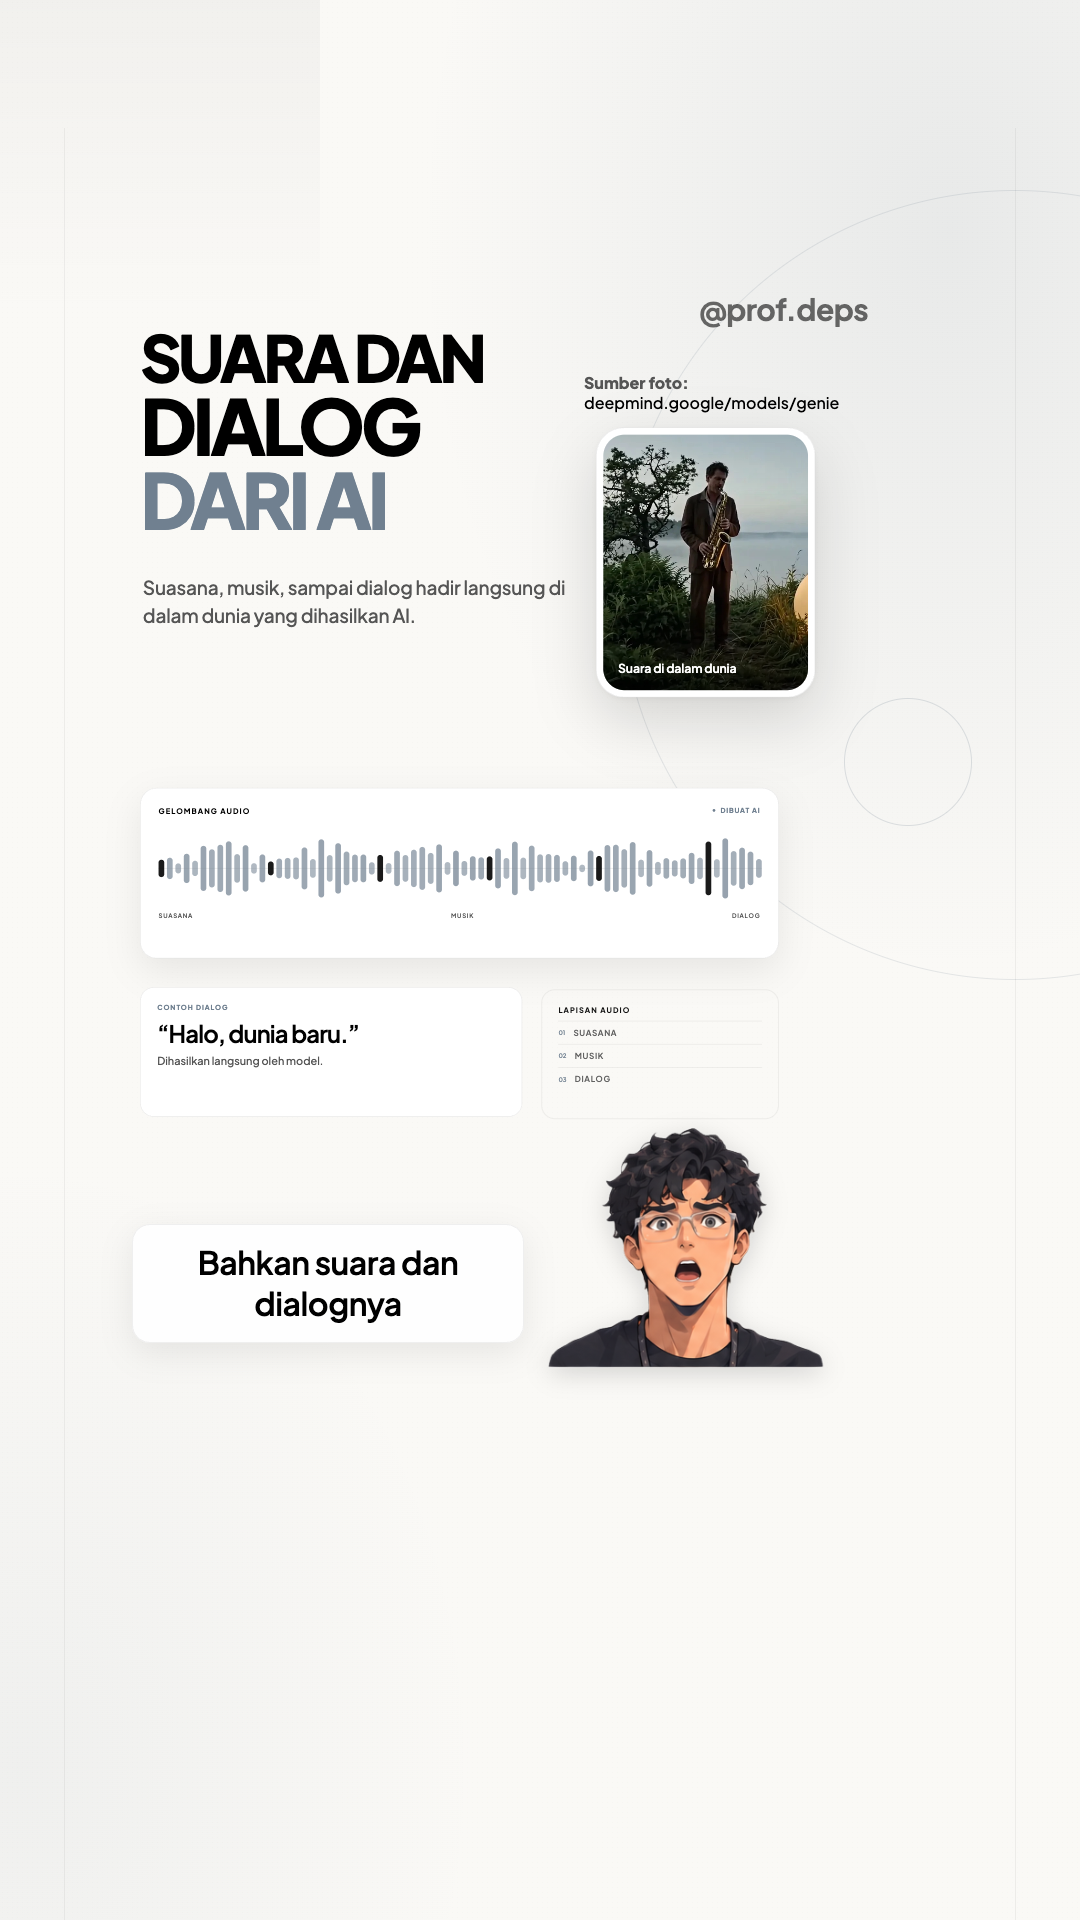 @prof.deps
SUARA DAN
DIALOG
DARI AI
Suasana, musik, sampai dialog hadir langsung di
dalam dunia yang dihasilkan AI.
Sumber foto:
deepmind.google/models/genie
Suara di dalam dunia
GELOMBANG AUDIO
• DIBUAT AI
SUASANA
MUSIK
DIALOG
CONTOH DIALOG
“Halo, dunia baru.”
Dihasilkan langsung oleh model.
LAPISAN AUDIO
01 SUASANA
02 MUSIK
03 DIALOG
Bahkan suara dan
dialognya